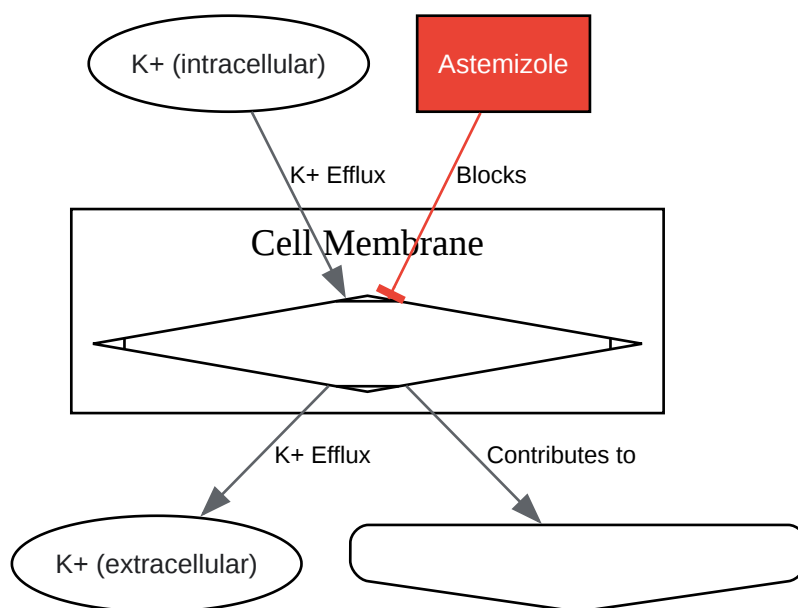 K+ (intracellular)
Astemizole
K+ Efflux
Blocks
Cell Membrane
K+ Efflux
Contributes to
K+ (extracellular)